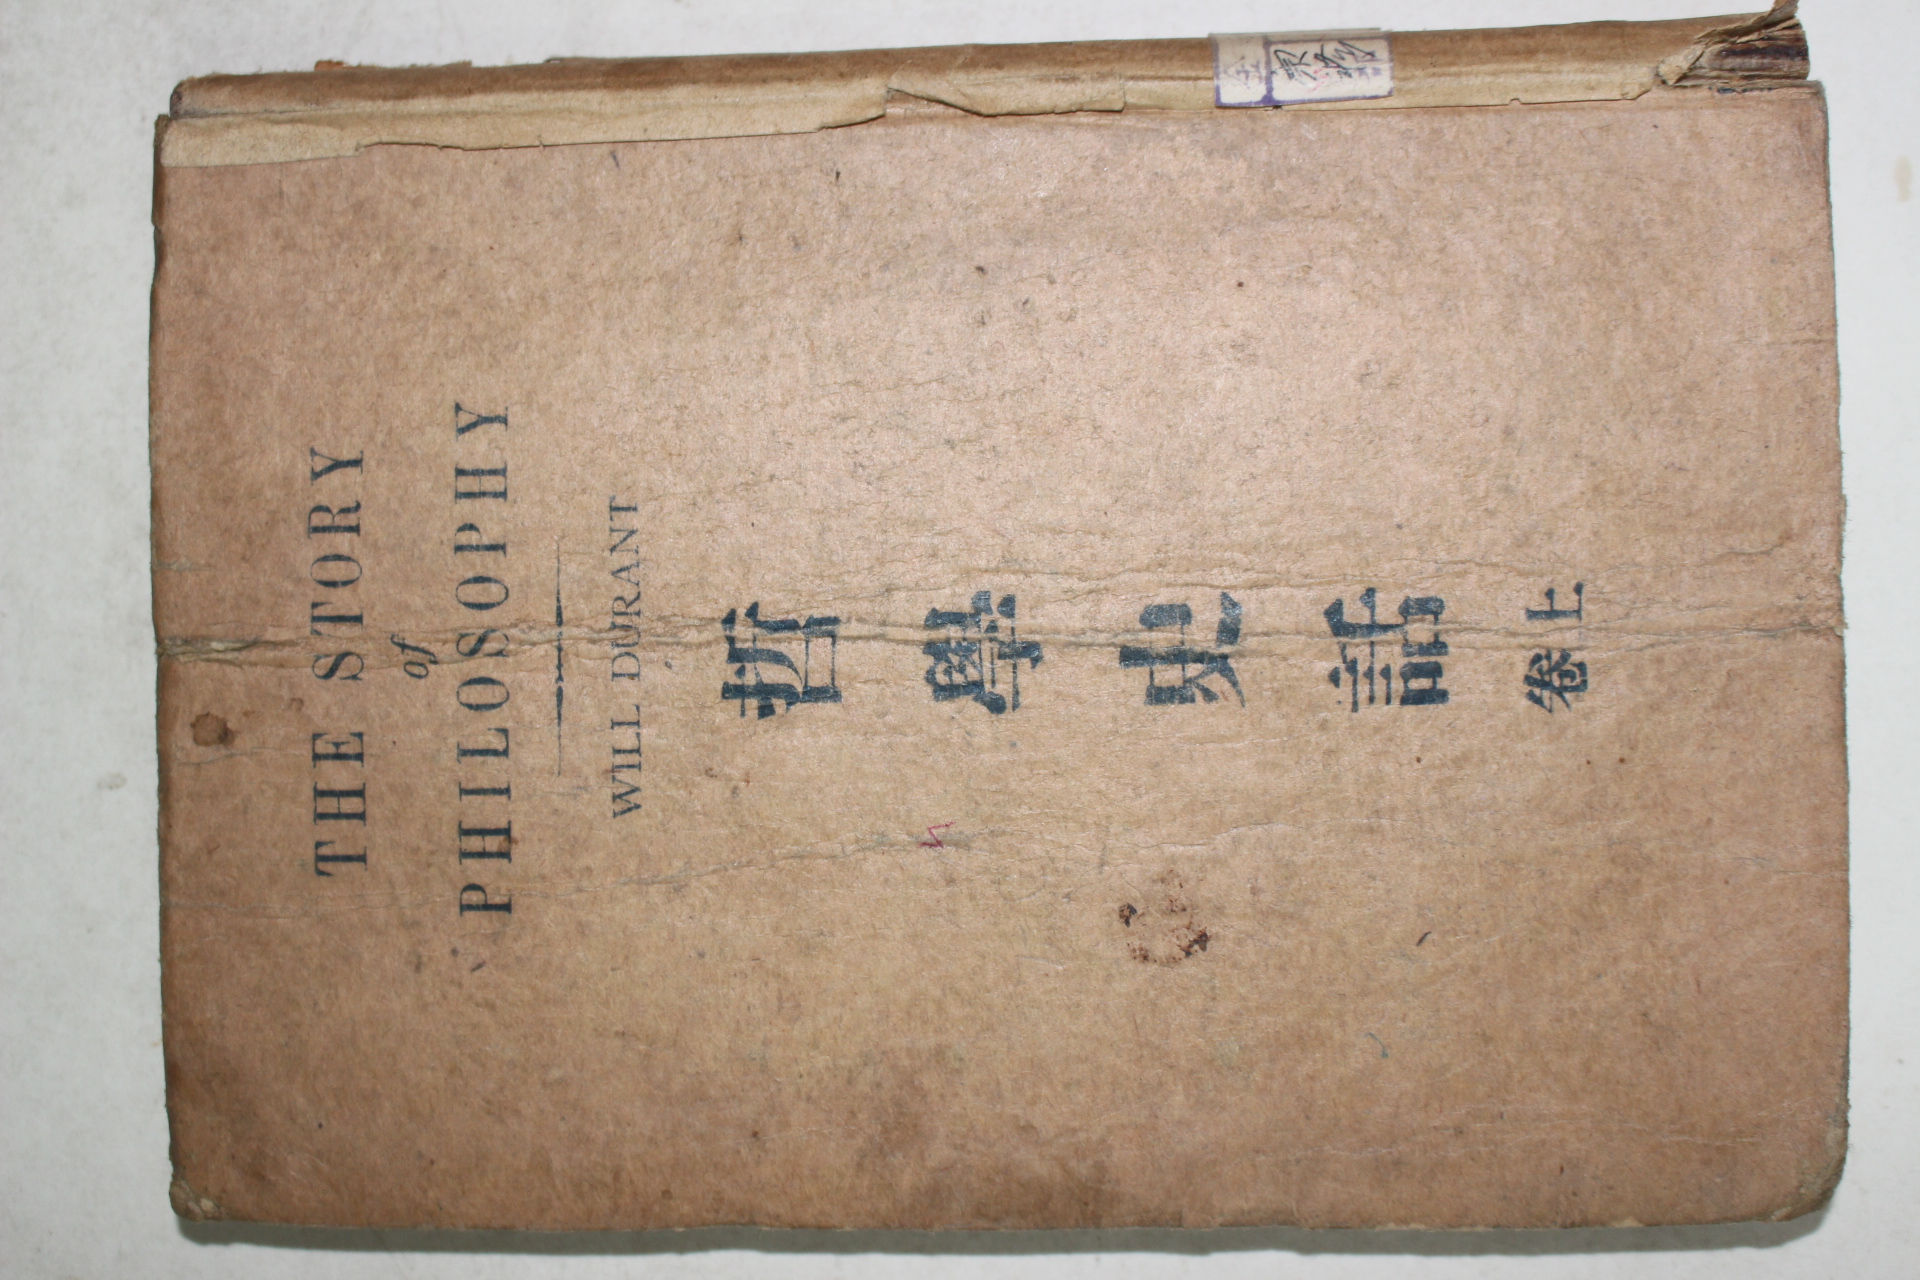 THE STORY
of
PHILOSOPHY
WILL DURANT
哲學史話
卷上